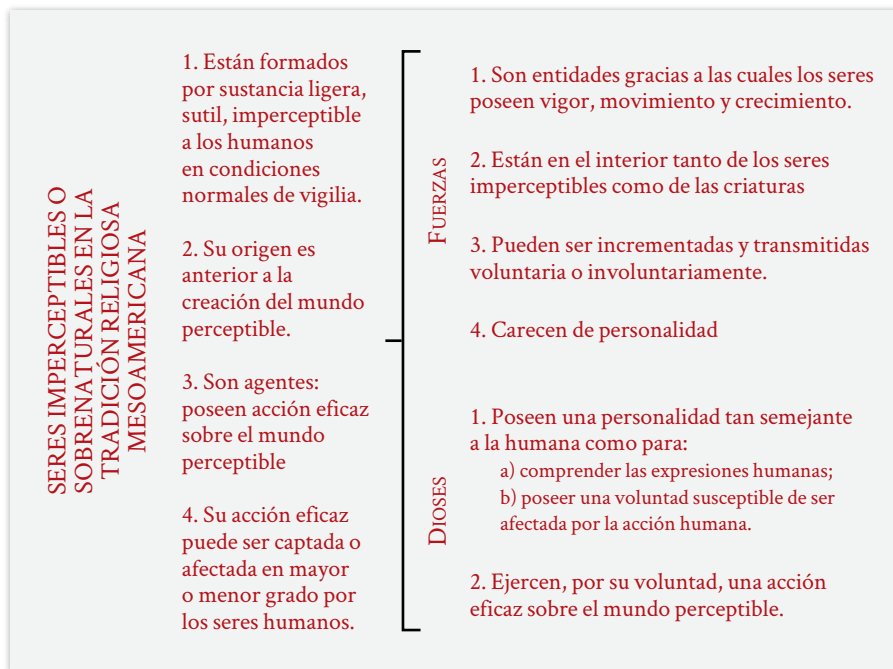 SERES IMPERCEPTIBLES O
SOBRENATURALES EN LA
TRADICIÓN RELIGIOSA
MESOAMERICANA
1. Están formados
por sustancia ligera,
sutil, imperceptible
a los humanos
en condiciones
normales de vigilia.
2. Su origen es
anterior a la
creación del mundo
perceptible.
3. Son agentes:
poseen acción eficaz
sobre el mundo
perceptible
4. Su acción eficaz
puede ser captada o
afectada en mayor
o menor grado por
los seres humanos.
FUERZAS
1. Son entidades gracias a las cuales los seres
poseen vigor, movimiento y crecimiento.
2. Están en el interior tanto de los seres
imperceptibles como de las criaturas
3. Pueden ser incrementadas y transmitidas
voluntaria o involuntariamente.
4. Carecen de personalidad
DIOSES
1. Poseen una personalidad tan semejante
a la humana como para:
a) comprender las expresiones humanas;
b) poseer una voluntad susceptible de ser
afectada por la acción humana.
2. Ejercen, por su voluntad, una acción
eficaz sobre el mundo perceptible.